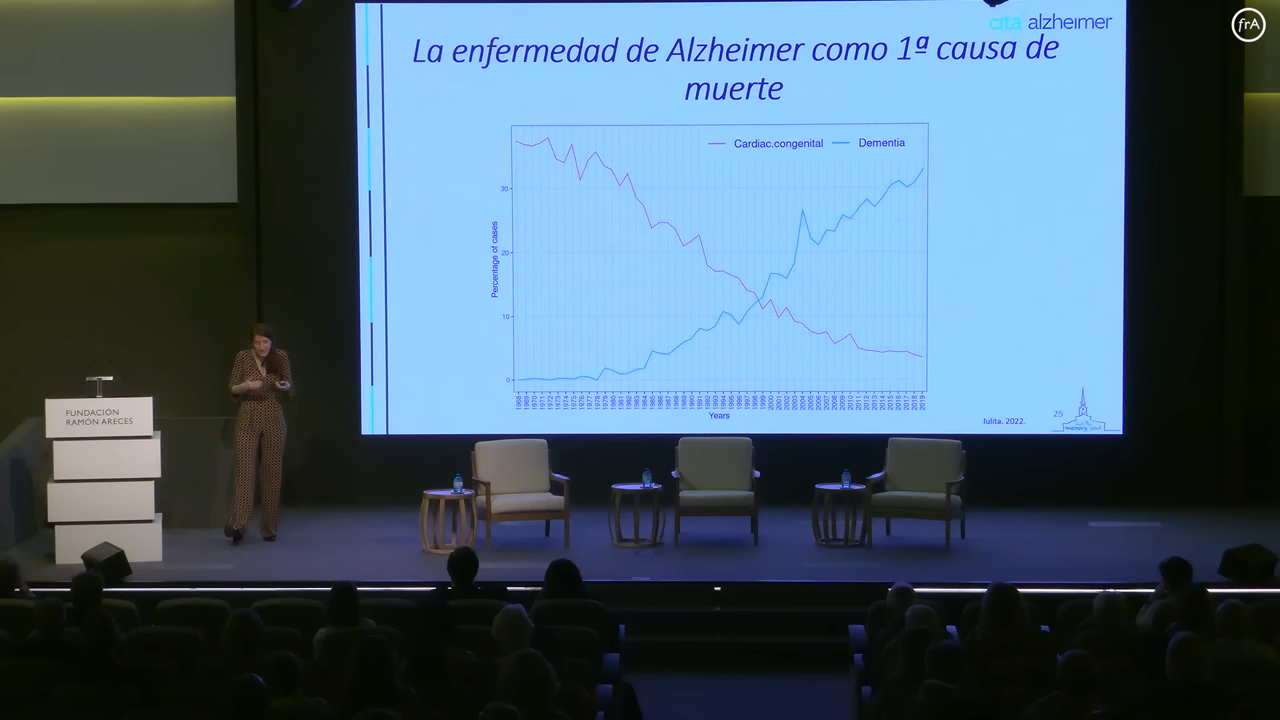 frA
cita alzheimer
La enfermedad de Alzheimer como 1ª causa de
muerte
Cardiac.congenital
Dementia
Percentage of cases
30
20
10
0
Years
Iulita. 2022.
25
FUNDACIÓN
RAMÓN ARECES